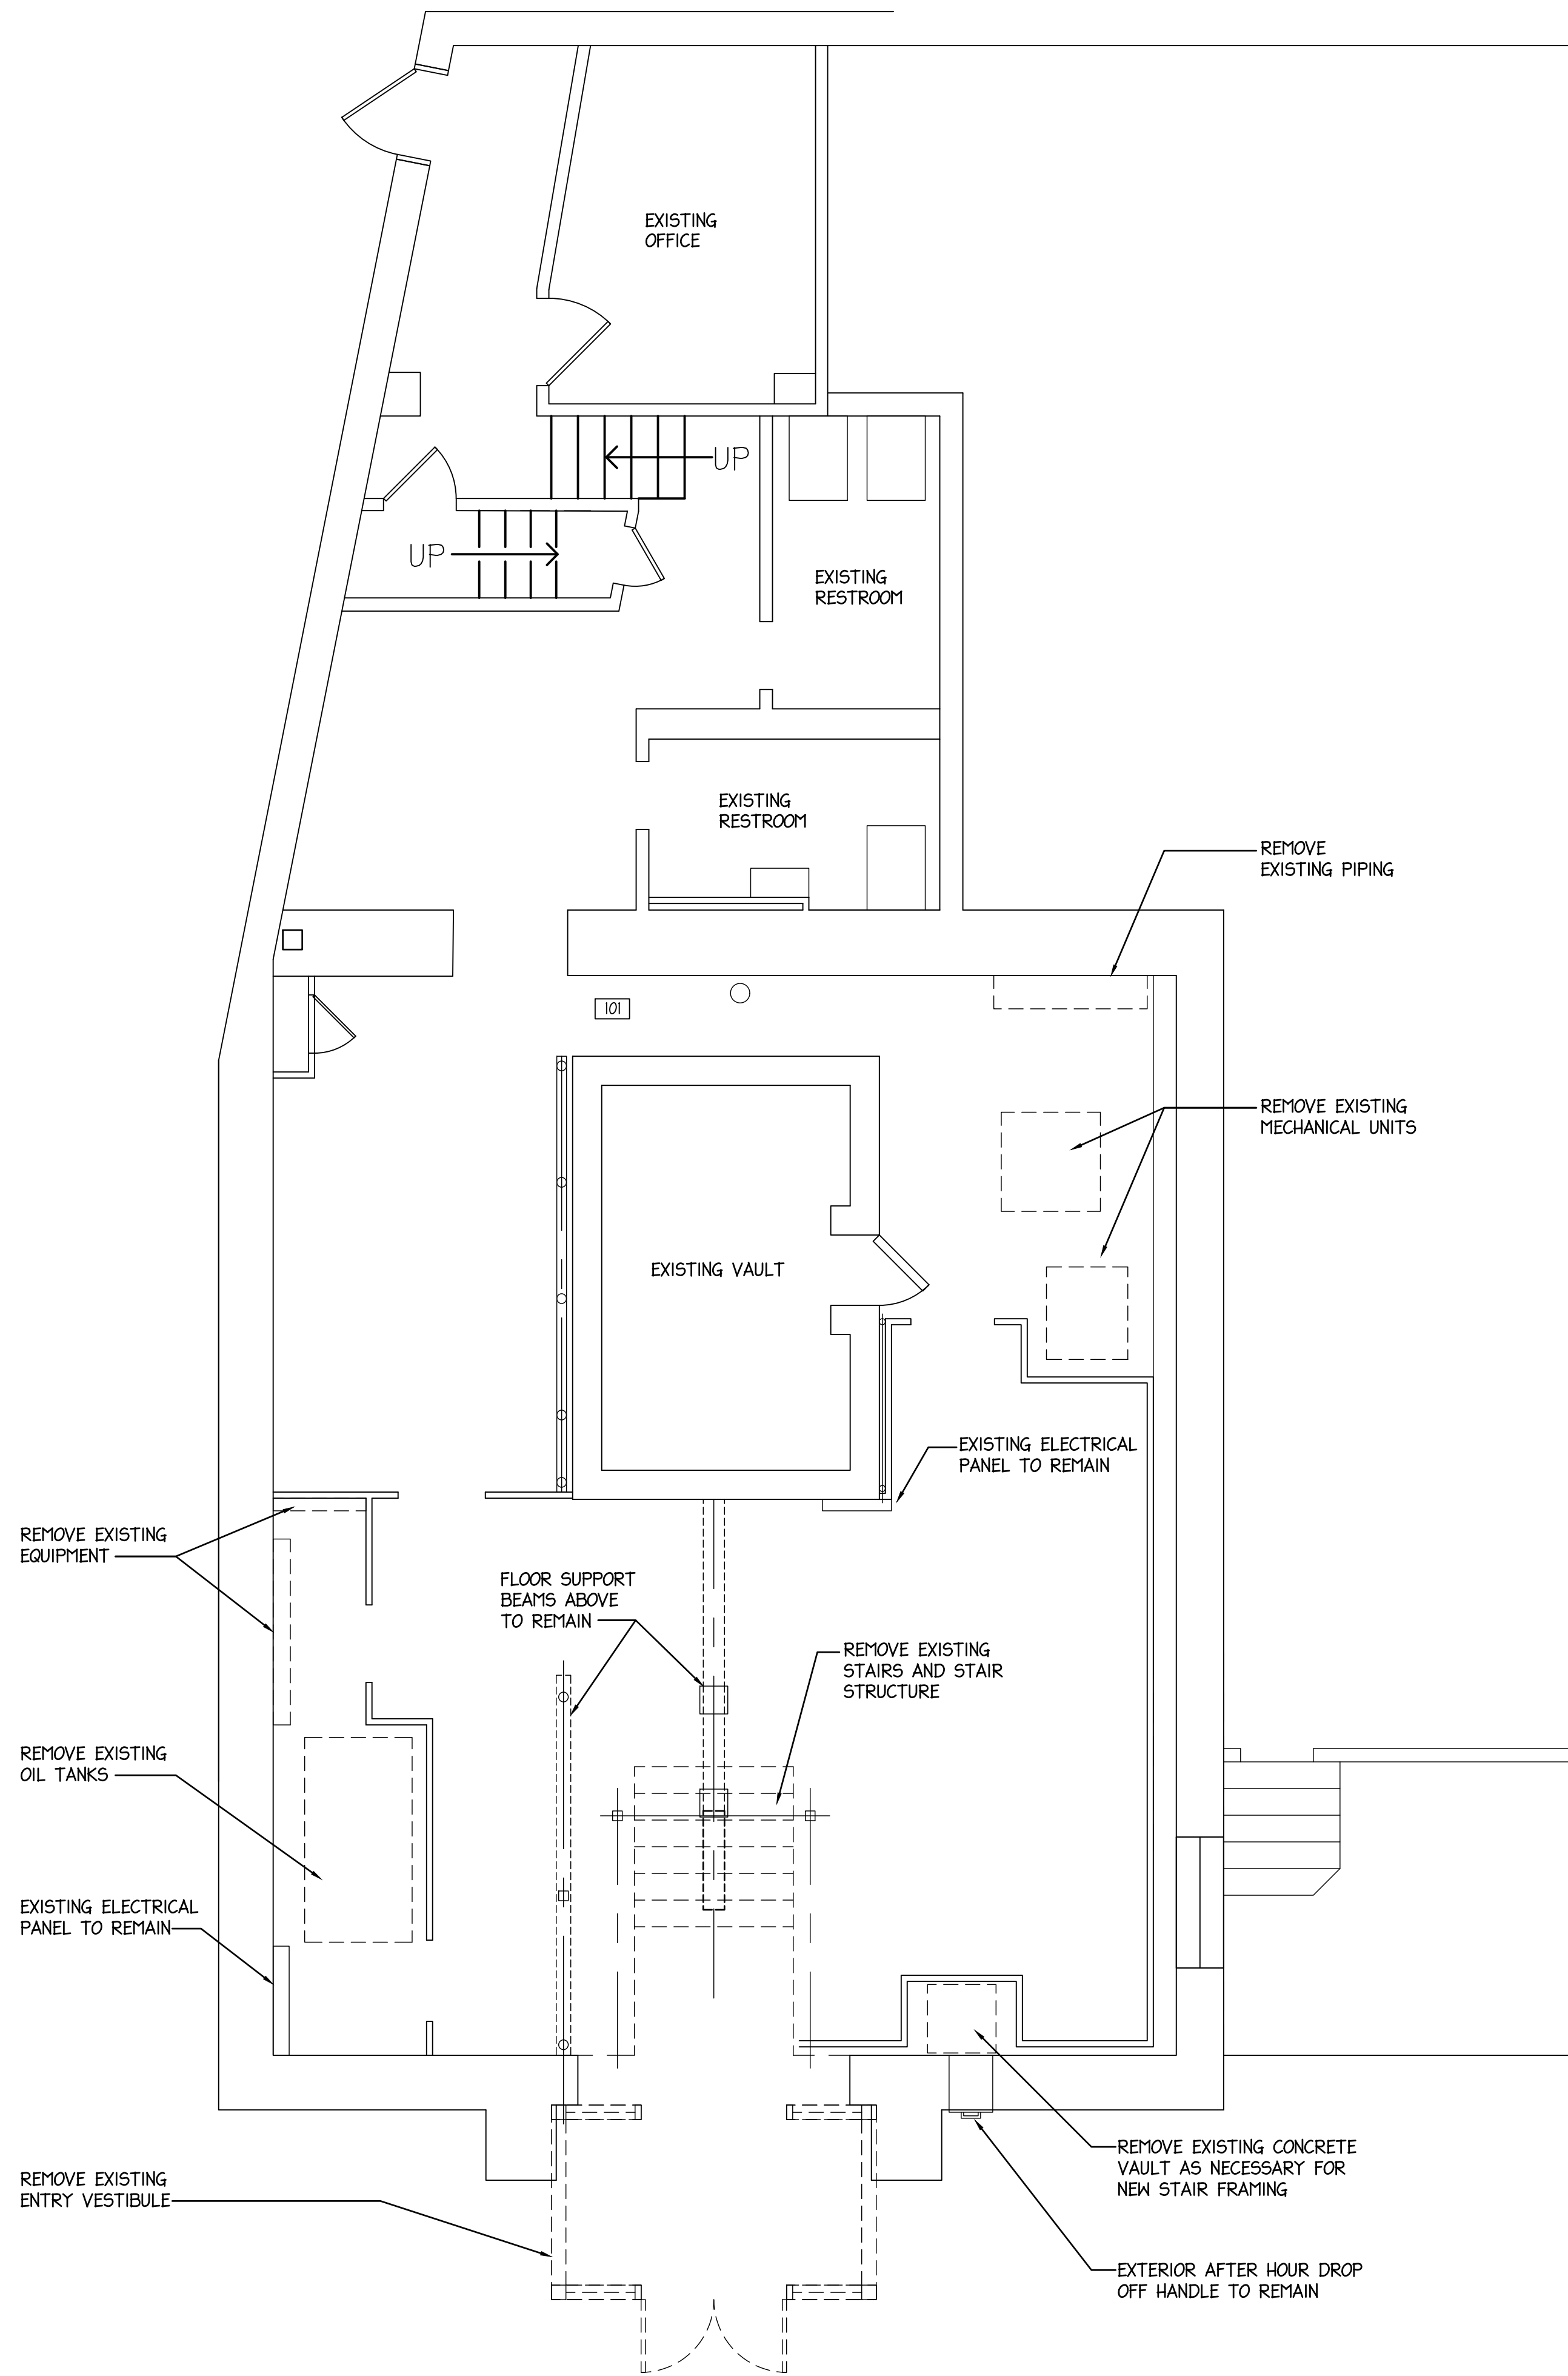 EXISTING
OFFICE
UP
UP
EXISTING
RESTROOM
EXISTING
RESTROOM
REMOVE
EXISTING PIPING
101
REMOVE EXISTING
MECHANICAL UNITS
EXISTING VAULT
EXISTING ELECTRICAL
PANEL TO REMAIN
REMOVE EXISTING
EQUIPMENT
FLOOR SUPPORT
BEAMS ABOVE
TO REMAIN
REMOVE EXISTING
STAIRS AND STAIR
STRUCTURE
REMOVE EXISTING
OIL TANKS
EXISTING ELECTRICAL
PANEL TO REMAIN
REMOVE EXISTING CONCRETE
VAULT AS NECESSARY FOR
NEW STAIR FRAMING
REMOVE EXISTING
ENTRY VESTIBULE
EXTERIOR AFTER HOUR DROP
OFF HANDLE TO REMAIN